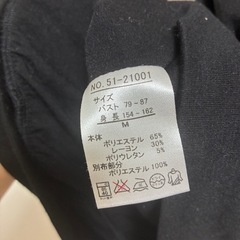 NO.51-21001
サイズ
バスト 79-87
身長 154-162
M
本体
ポリエステル 65%
レーヨン 30%
ポリウレタン 5%
別布部分
ポリエステル 100%